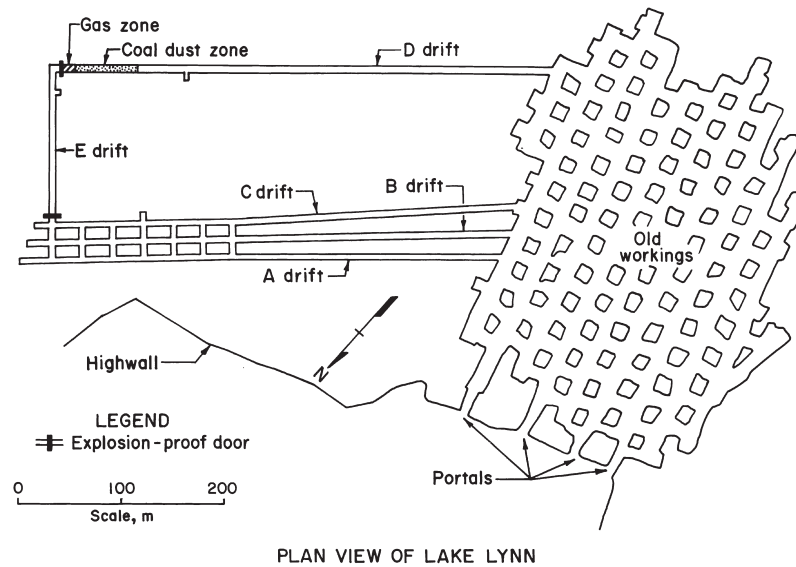 Gas zone
Coal dust zone
D drift
E drift
C drift
B drift
Old
workings
A drift
Highwall
N
LEGEND
Explosion-proof door
Portals
0 100 200
Scale, m
PLAN VIEW OF LAKE LYNN